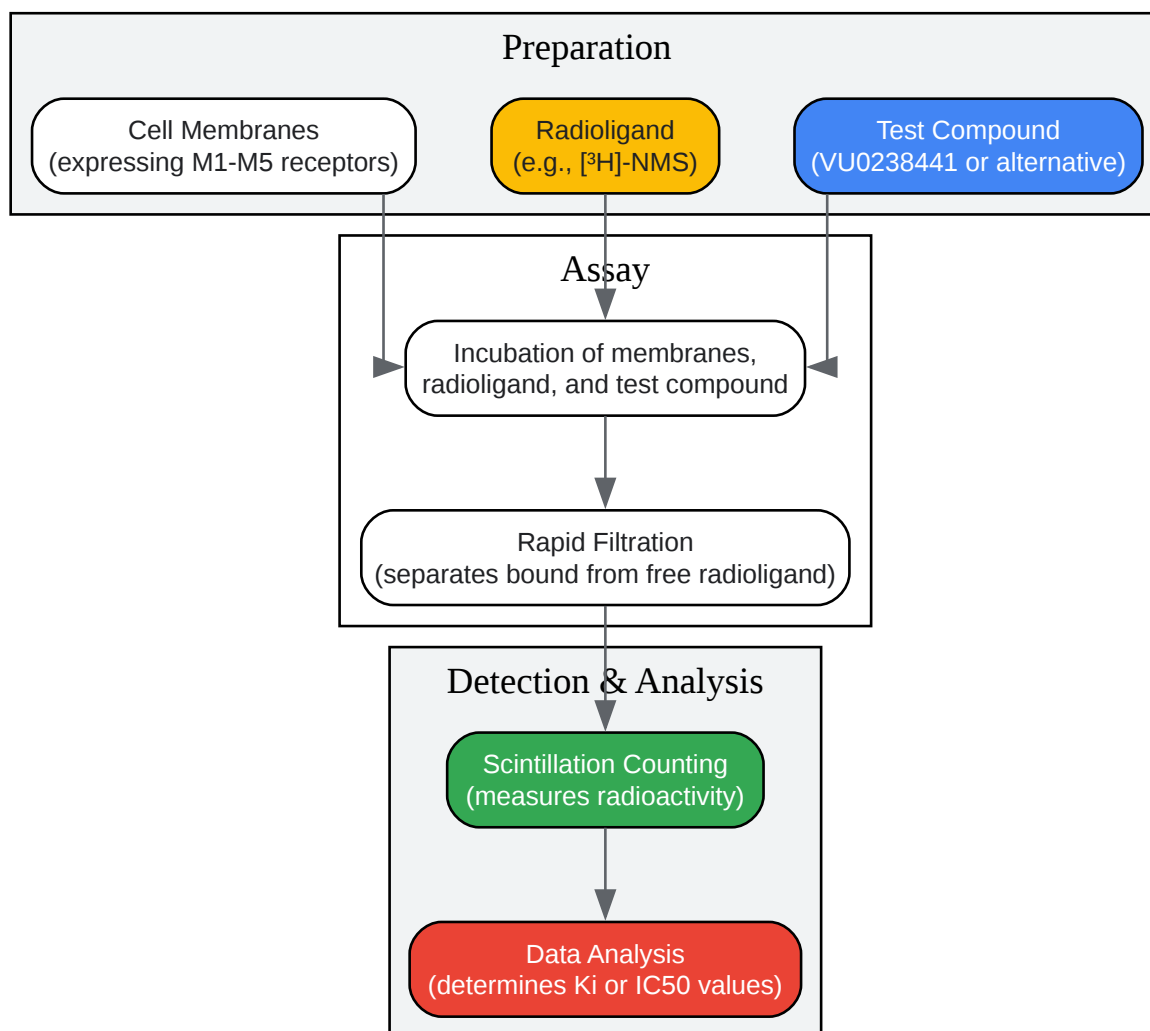 Preparation
Cell Membranes
(expressing M1-M5 receptors)
Radioligand
(e.g., [³H]-NMS)
Test Compound
(VU0238441 or alternative)
Assay
Incubation of membranes,
radioligand, and test compound
Rapid Filtration
(separates bound from free radioligand)
Detection & Analysis
Scintillation Counting
(measures radioactivity)
Data Analysis
(determines Ki or IC50 values)